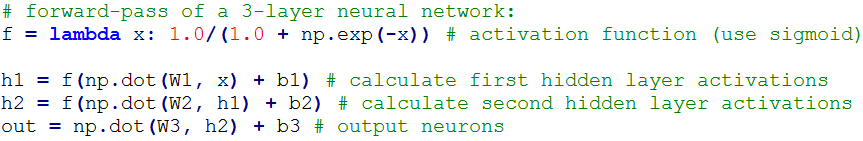 # forward-pass of a 3-layer neural network:
f = lambda x: 1.0/(1.0 + np.exp(-x)) # activation function (use sigmoid)
h1 = f(np.dot(W1, x) + b1) # calculate first hidden layer activations
h2 = f(np.dot(W2, h1) + b2) # calculate second hidden layer activations
out = np.dot(W3, h2) + b3 # output neurons